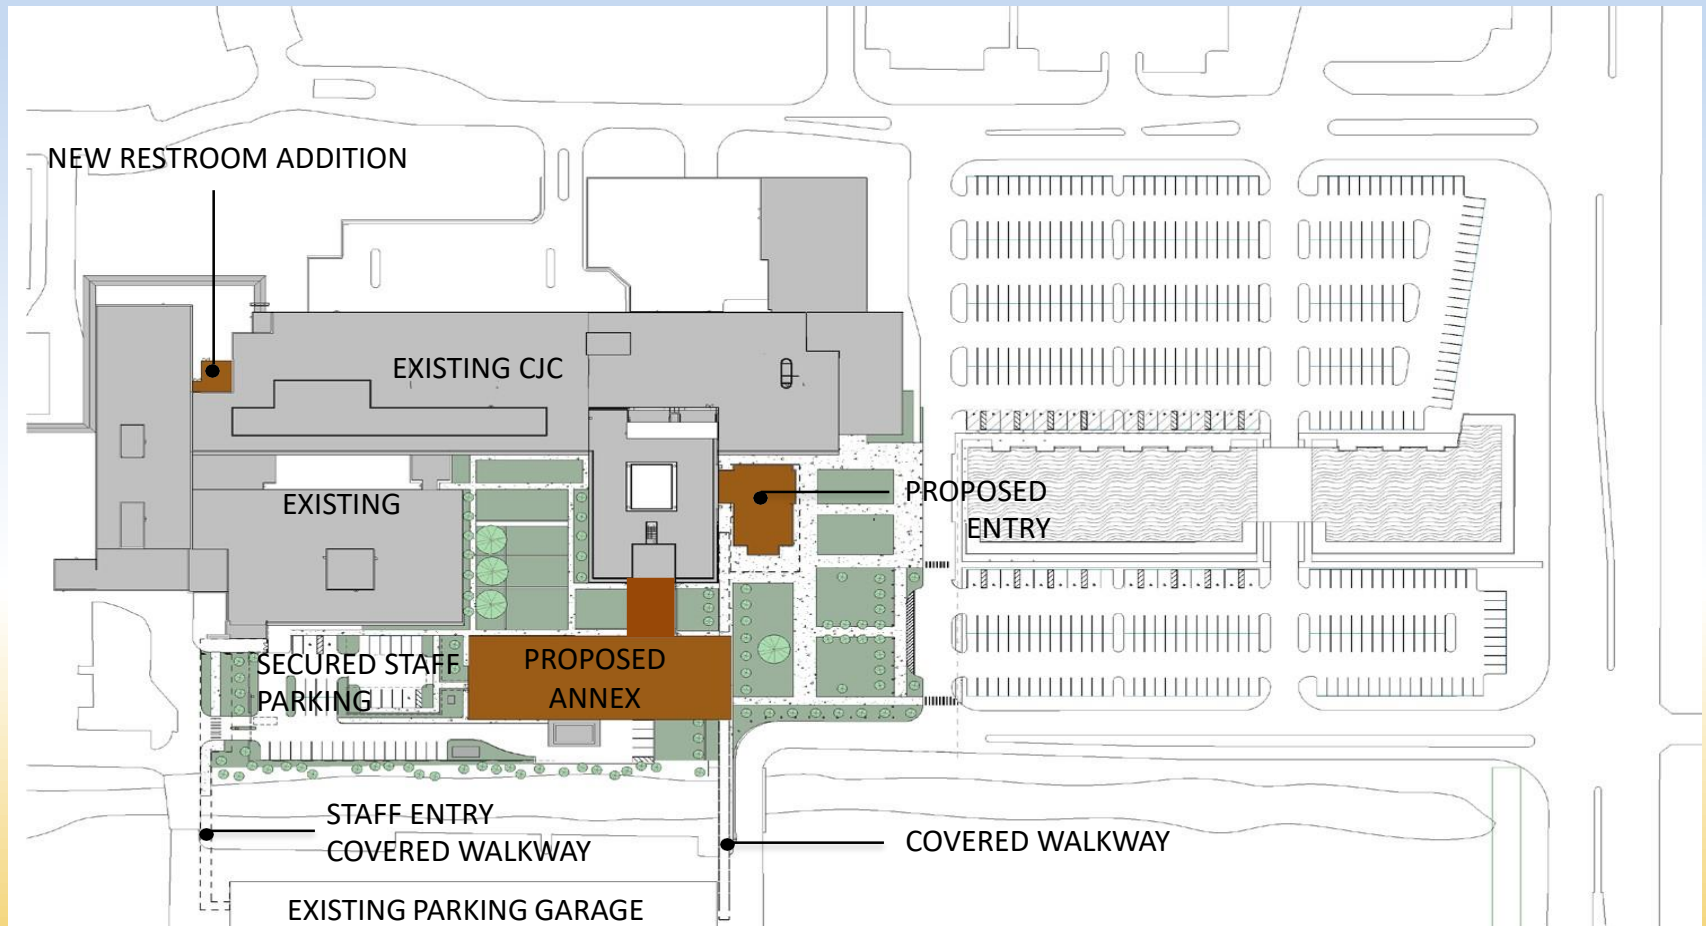 NEW RESTROOM ADDITION
EXISTING CJC
EXISTING
PROPOSED
ENTRY
SECURED STAFF
PARKING
PROPOSED
ANNEX
STAFF ENTRY
COVERED WALKWAY
COVERED WALKWAY
EXISTING PARKING GARAGE